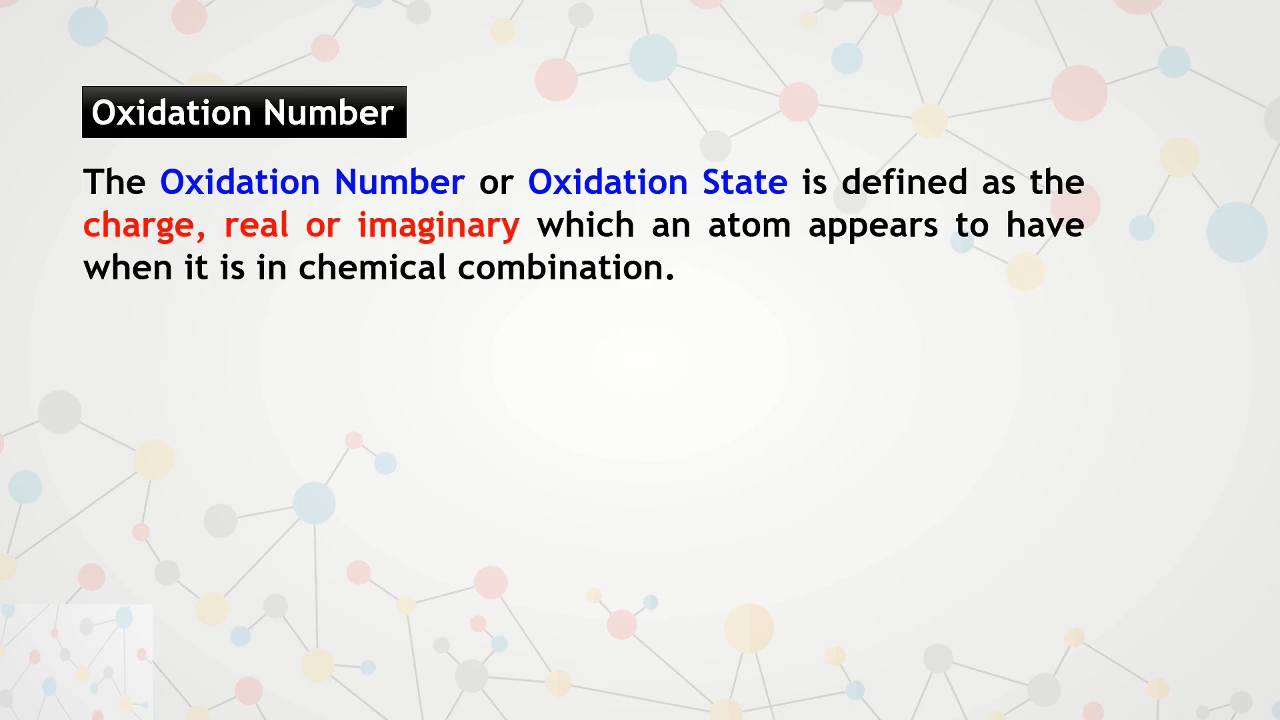 Oxidation Number
The Oxidation Number or Oxidation State is defined as the
charge, real or imaginary which an atom appears to have
when it is in chemical combination.